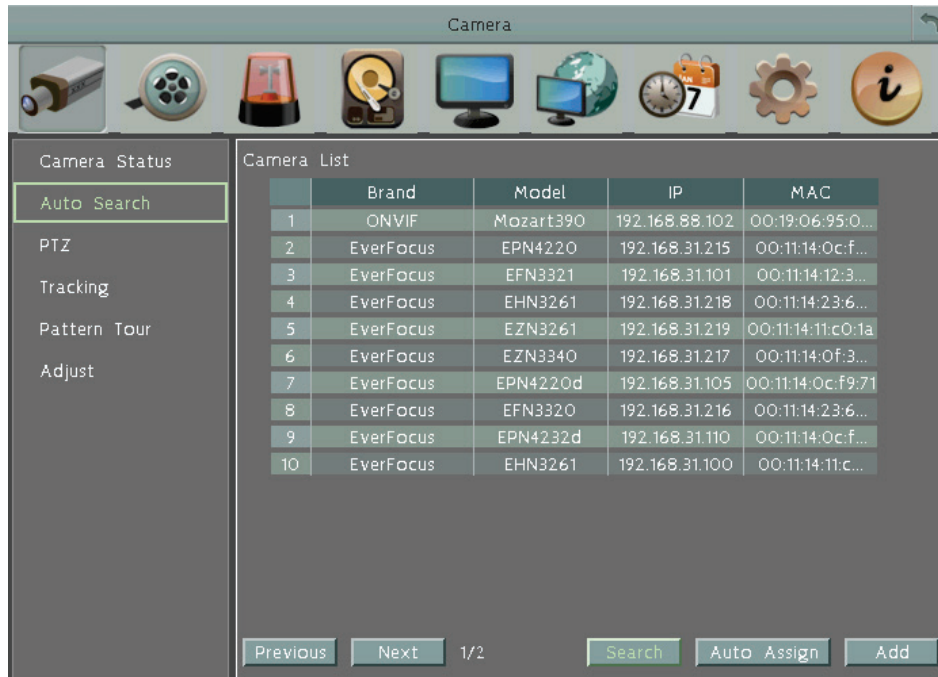 Camera
JAN
7
i
Camera Status
Auto Search
PTZ
Tracking
Pattern Tour
Adjust
Camera List
Brand Model IP MAC
1 ONVIF Mozart390 192.168.88.102 00:19:06:95:0...
2 EverFocus EPN4220 192.168.31.215 00:11:14:0c:f...
3 EverFocus EFN3321 192.168.31.101 00:11:14:12:3...
4 EverFocus EHN3261 192.168.31.218 00:11:14:23:6...
5 EverFocus EZN3261 192.168.31.219 00:11:14:11:c0:1a
6 EverFocus EZN3340 192.168.31.217 00:11:14:0f:3...
7 EverFocus EPN4220d 192.168.31.105 00:11:14:0c:f9:71
8 EverFocus EFN3320 192.168.31.216 00:11:14:23:6...
9 EverFocus EPN4232d 192.168.31.110 00:11:14:0c:f...
10 EverFocus EHN3261 192.168.31.100 00:11:14:11:c...
Previous Next 1/2 Search Auto Assign Add